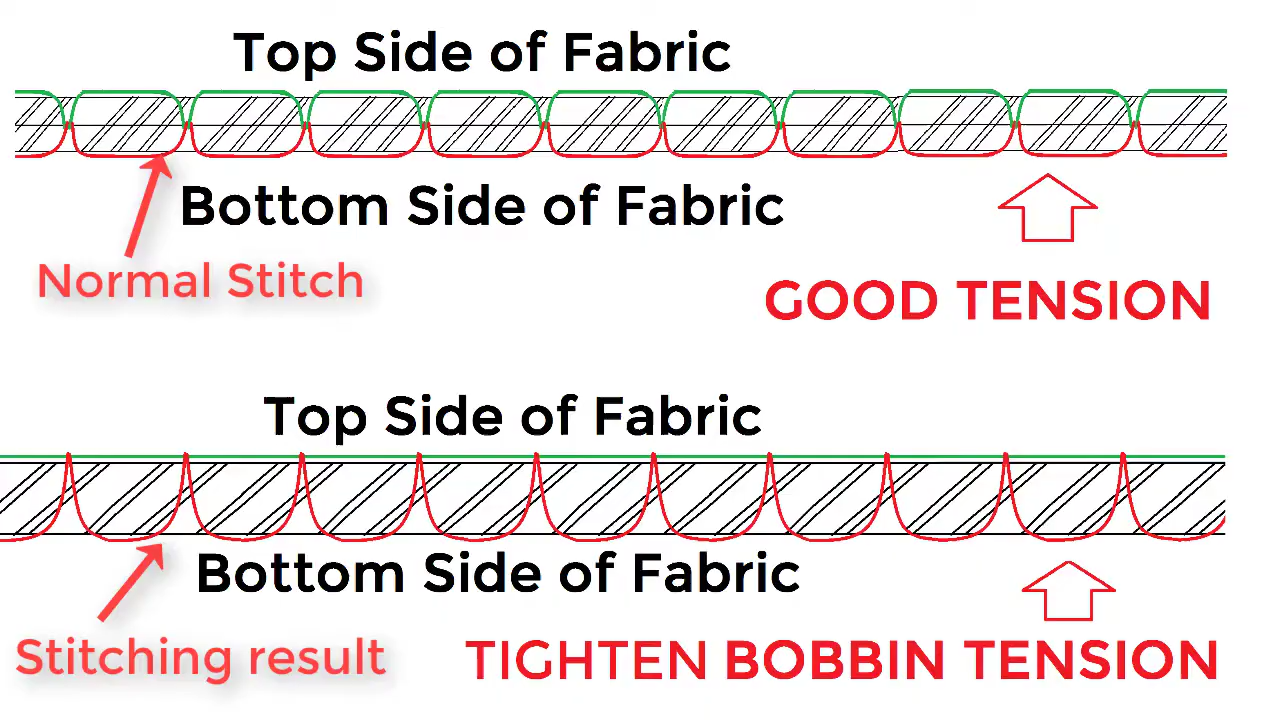 Top Side of Fabric
Bottom Side of Fabric
Normal Stitch
GOOD TENSION
Top Side of Fabric
Bottom Side of Fabric
Stitching result
TIGHTEN BOBBIN TENSION